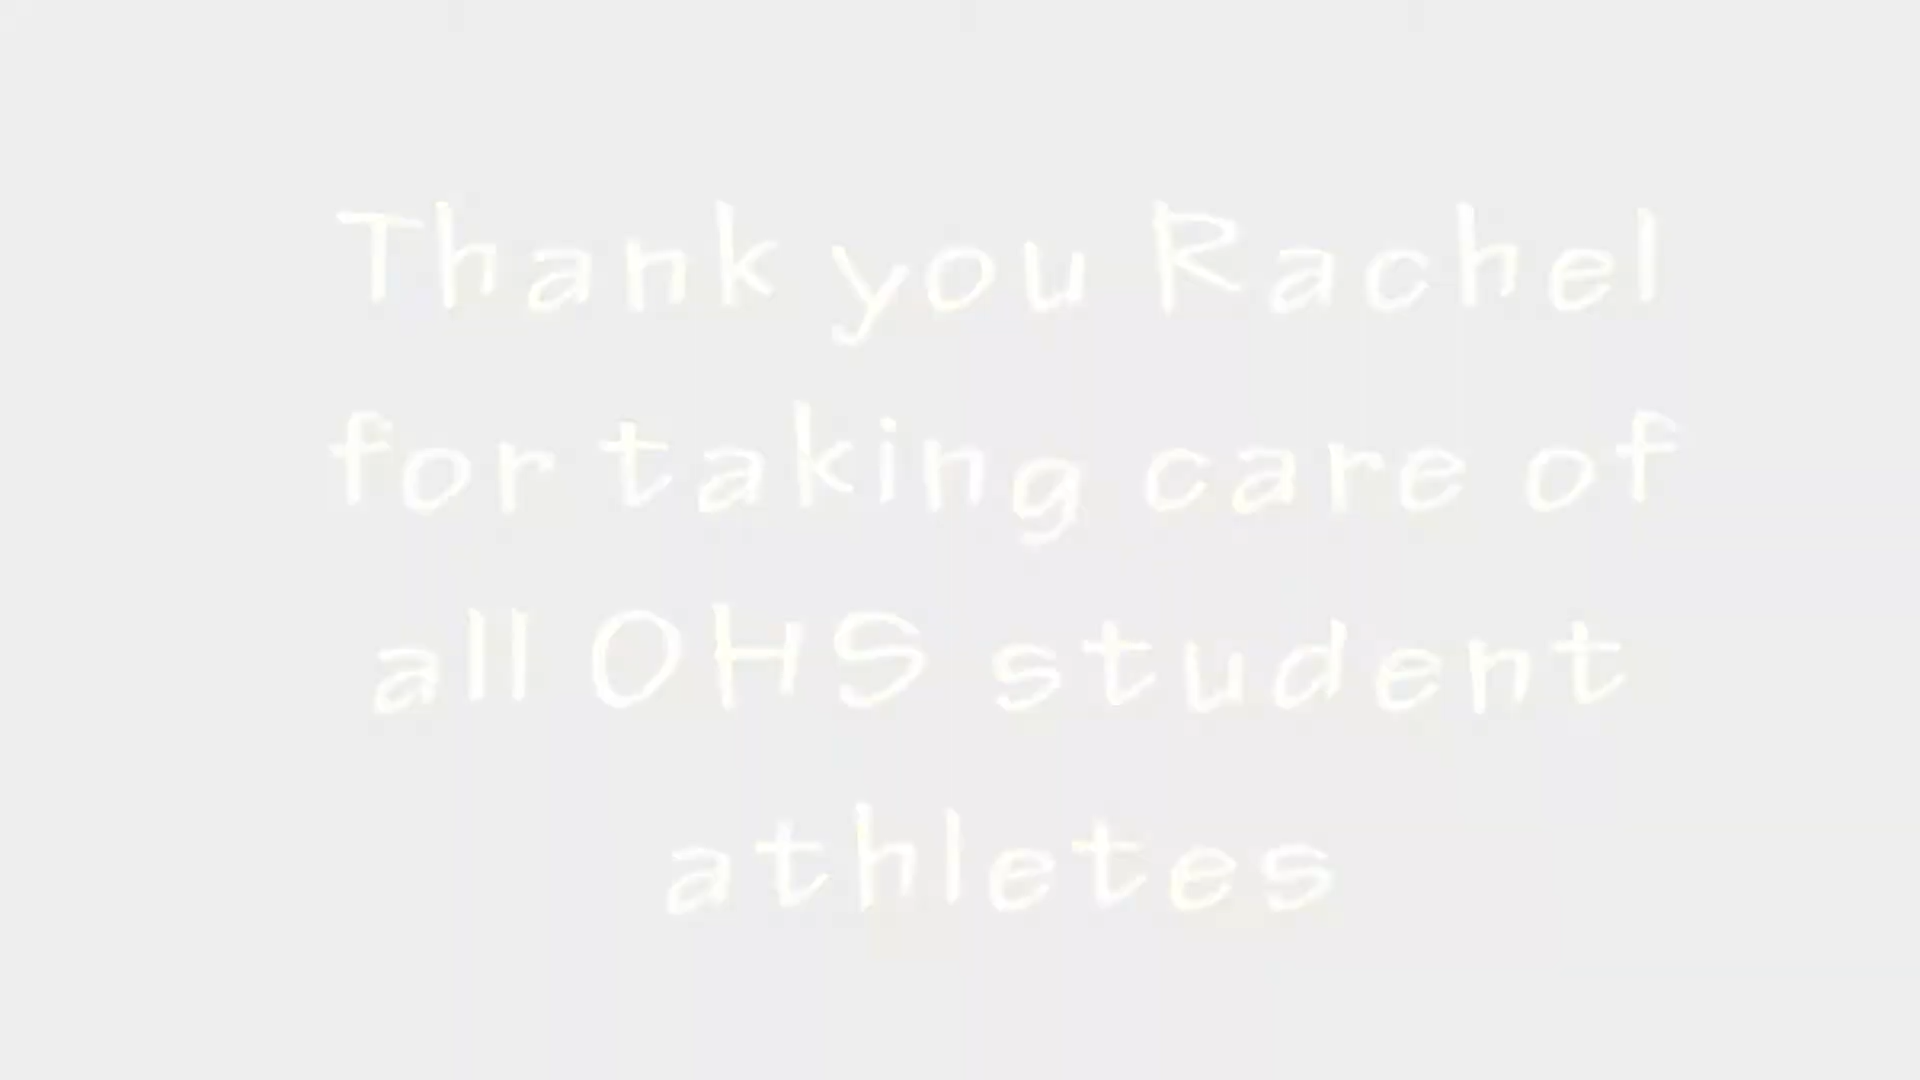 Thank you Rachel
for taking care of
all OHS student
athletes